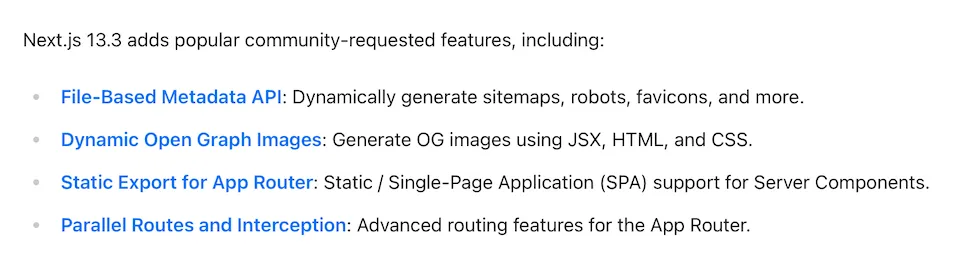 Next.js 13.3 adds popular community-requested features, including:
• File-Based Metadata API: Dynamically generate sitemaps, robots, favicons, and more.
• Dynamic Open Graph Images: Generate OG images using JSX, HTML, and CSS.
• Static Export for App Router: Static / Single-Page Application (SPA) support for Server Components.
• Parallel Routes and Interception: Advanced routing features for the App Router.